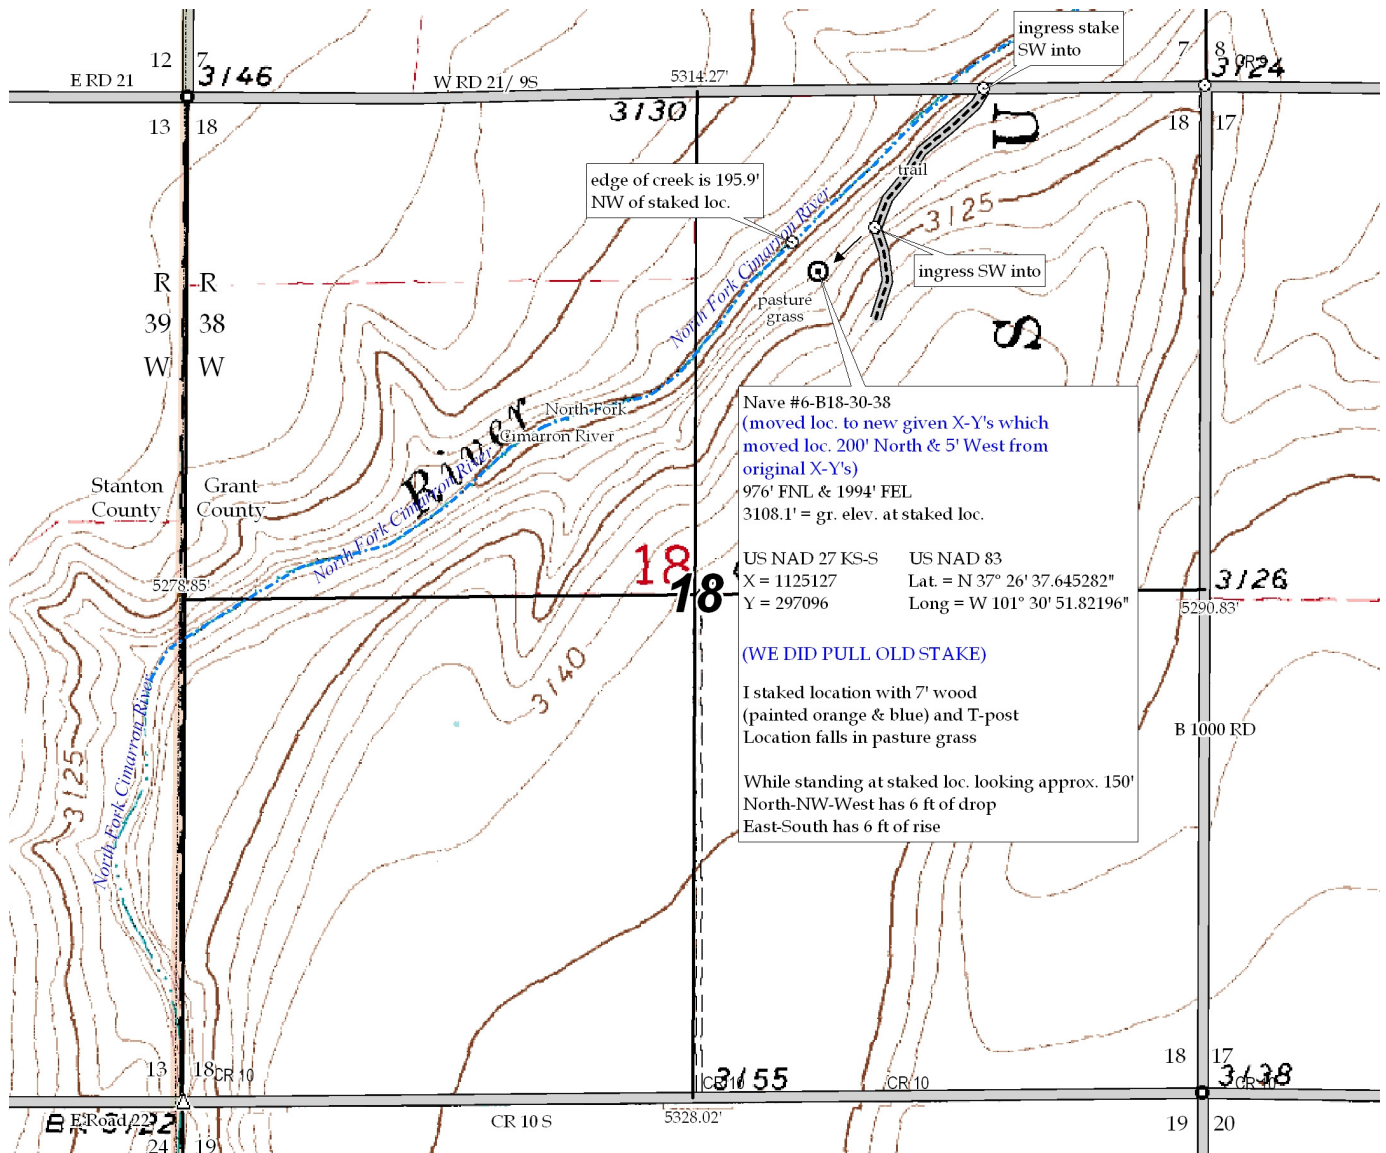 ingress stake
SW into
12
7
3146
E RD 21
W RD 21/ 9S
5314.27'
7
8
CR 9
3124
3130
13
18
18
17
U
trail
edge of creek is 195.9'
NW of staked loc.
3125
North Fork Cimarron River
ingress SW into
pasture
grass
R
R
39
38
W
W
S
North Fork
Cimarron River
River
North Fork Cimarron River
Stanton
County
Grant
County
Nave #6-B18-30-38
(moved loc. to new given X-Y's which
moved loc. 200' North & 5' West from
original X-Y's)
976' FNL & 1994' FEL
3108.1' = gr. elev. at staked loc.
US NAD 27 KS-S US NAD 83
X = 1125127 Lat. = N 37° 26' 37.645282"
Y = 297096 Long = W 101° 30' 51.82196"
(WE DID PULL OLD STAKE)
I staked location with 7' wood
(painted orange & blue) and T-post
Location falls in pasture grass
While standing at staked loc. looking approx. 150'
North-NW-West has 6 ft of drop
East-South has 6 ft of rise
18
18
5278.85'
3126
5290.83'
3140
North Fork Cimarron River
3125
B 1000 RD
13
18
CR 10
CR 10
3155
CR 10
18
17
3138
CR 10
E Road 22
CR 10 S
5328.02'
24
19
19
20